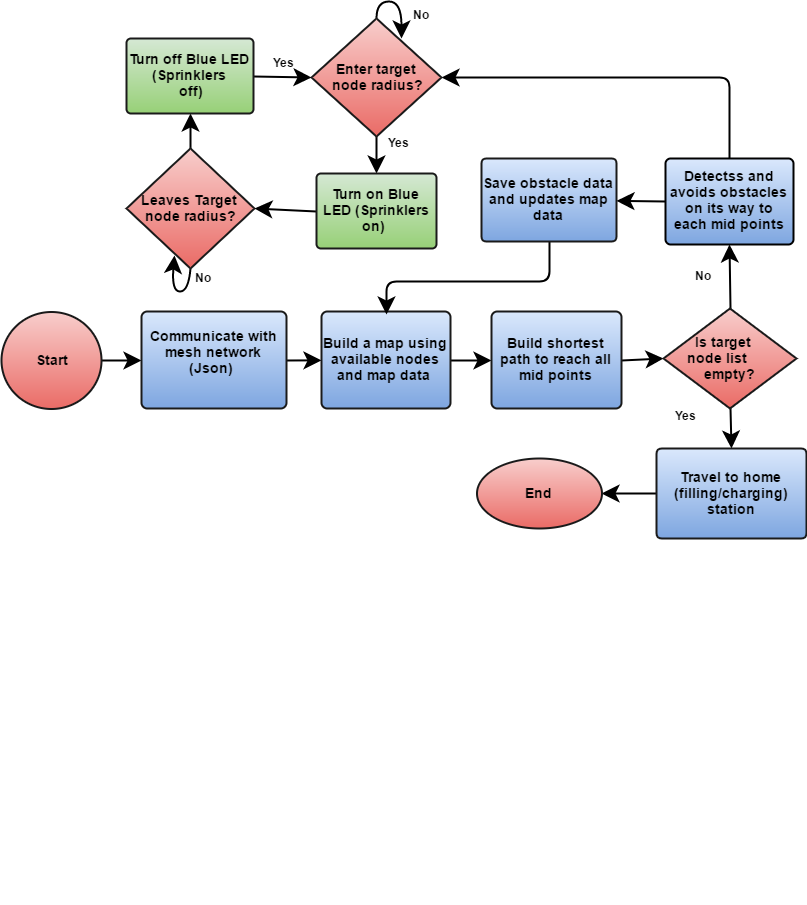 No
Turn off Blue LED
(Sprinklers
off)
Yes
Enter target
node radius?
Yes
Leaves Target
node radius?
No
Turn on Blue
LED (Sprinklers
on)
Save obstacle data
and updates map
data
Detectss and
avoids obstacles
on its way to
each mid points
No
Start
Communicate with
mesh network
(Json)
Build a map using
available nodes
and map data
Build shortest
path to reach all
mid points
Is target
node list
empty?
Yes
Travel to home
(filling/charging)
station
End